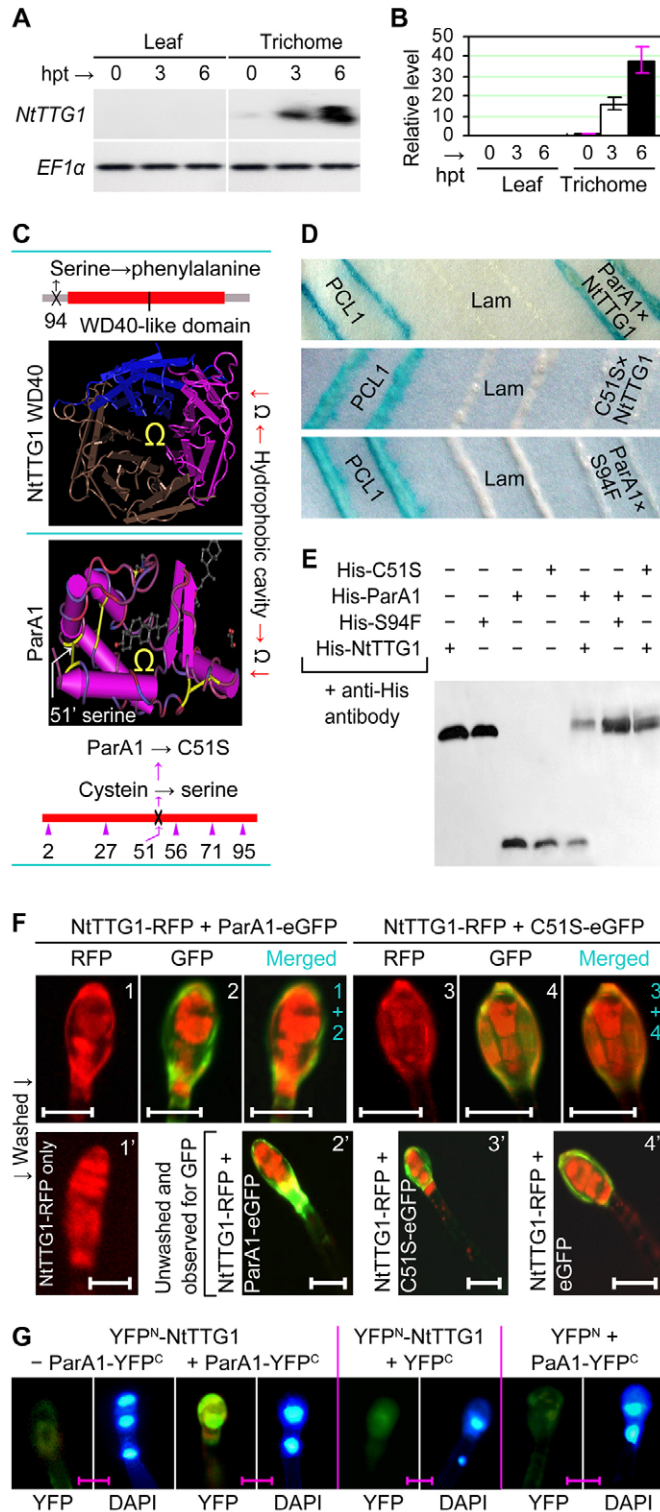 A
Leaf Trichome
hpt → 0 3 6 0 3 6
NtTTG1
EF1α
B
Relative level
50
40
30
20
10
0
→ 0 3 6 0 3 6
hpt Leaf Trichome
C
Serine→phenylalanine
94 WD40-like domain
NtTTG1 WD40
Ω
← Ω ← Hydrophobic cavity → Ω ←
ParA1
Ω
51' serine
ParA1 → C51S
Cystein → serine
X
2 27 51 56 71 95
D
PCL1 Lam ParA1× NtTTG1
PCL1 Lam C51S× NtTTG1
PCL1 Lam ParA1× S94F
E
His-C51S – – – + – – +
His-ParA1 – – + – + + –
His-S94F – + – – – + –
His-NtTTG1 + – – – + – +
+ anti-His
antibody
F
NtTTG1-RFP + ParA1-eGFP NtTTG1-RFP + C51S-eGFP
RFP GFP Merged RFP GFP Merged
1 2 1 + 2 3 4 3 + 4
↓ Washed ↓
NtTTG1-RFP only
1'
Unwashed and
observed for GFP
NtTTG1-RFP +
ParA1-eGFP
2'
NtTTG1-RFP +
C51S-eGFP
3'
NtTTG1-RFP +
eGFP
4'
G
YFPᴺ-NtTTG1 YFPᴺ-NtTTG1 YFPᴺ +
– ParA1-YFPᶜ + ParA1-YFPᶜ + YFPᶜ PaA1-YFPᶜ
YFP DAPI YFP DAPI YFP DAPI YFP DAPI